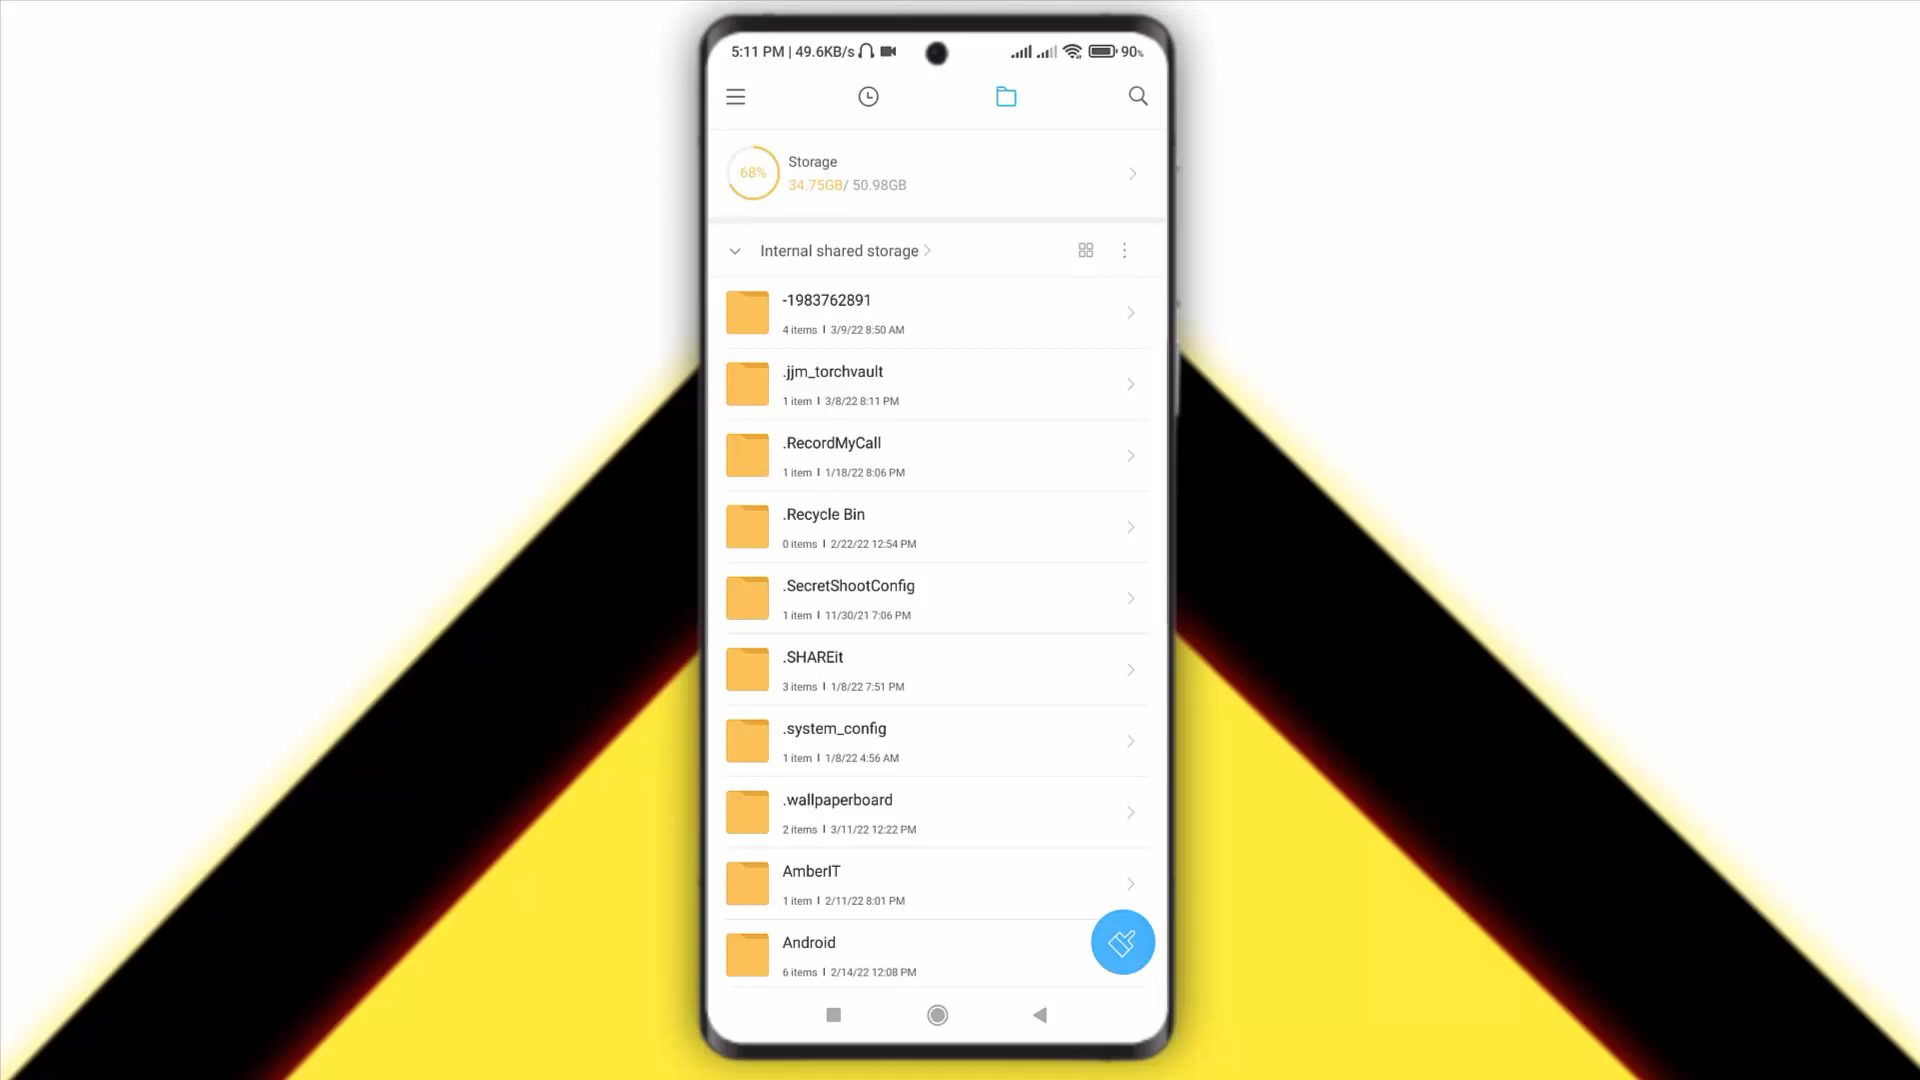 5:11 PM | 49.6KB/s 90%
68%
Storage
34.75GB/ 50.98GB
Internal shared storage
-1983762891
4 items | 3/9/22 8:50 AM
.jjm_torchvault
1 item | 3/8/22 8:11 PM
.RecordMyCall
1 item | 1/18/22 8:06 PM
.Recycle Bin
0 items | 2/22/22 12:54 PM
.SecretShootConfig
1 item | 11/30/21 7:06 PM
.SHAREit
3 items | 1/8/22 7:51 PM
.system_config
1 item | 1/8/22 4:56 AM
.wallpaperboard
2 items | 3/11/22 12:22 PM
AmberIT
1 item | 2/11/22 8:01 PM
Android
6 items | 2/14/22 12:08 PM